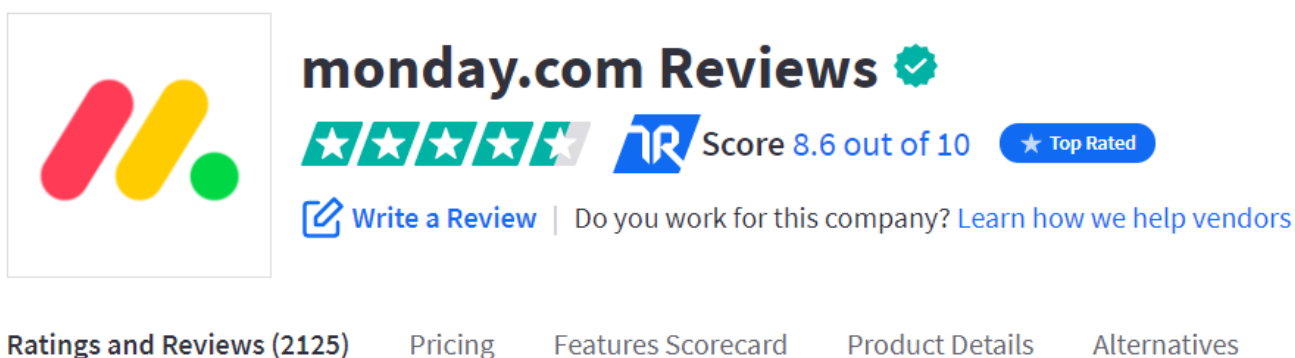 monday.com Reviews
TR Score 8.6 out of 10 Top Rated
Write a Review | Do you work for this company? Learn how we help vendors
Ratings and Reviews (2125) Pricing Features Scorecard Product Details Alternatives